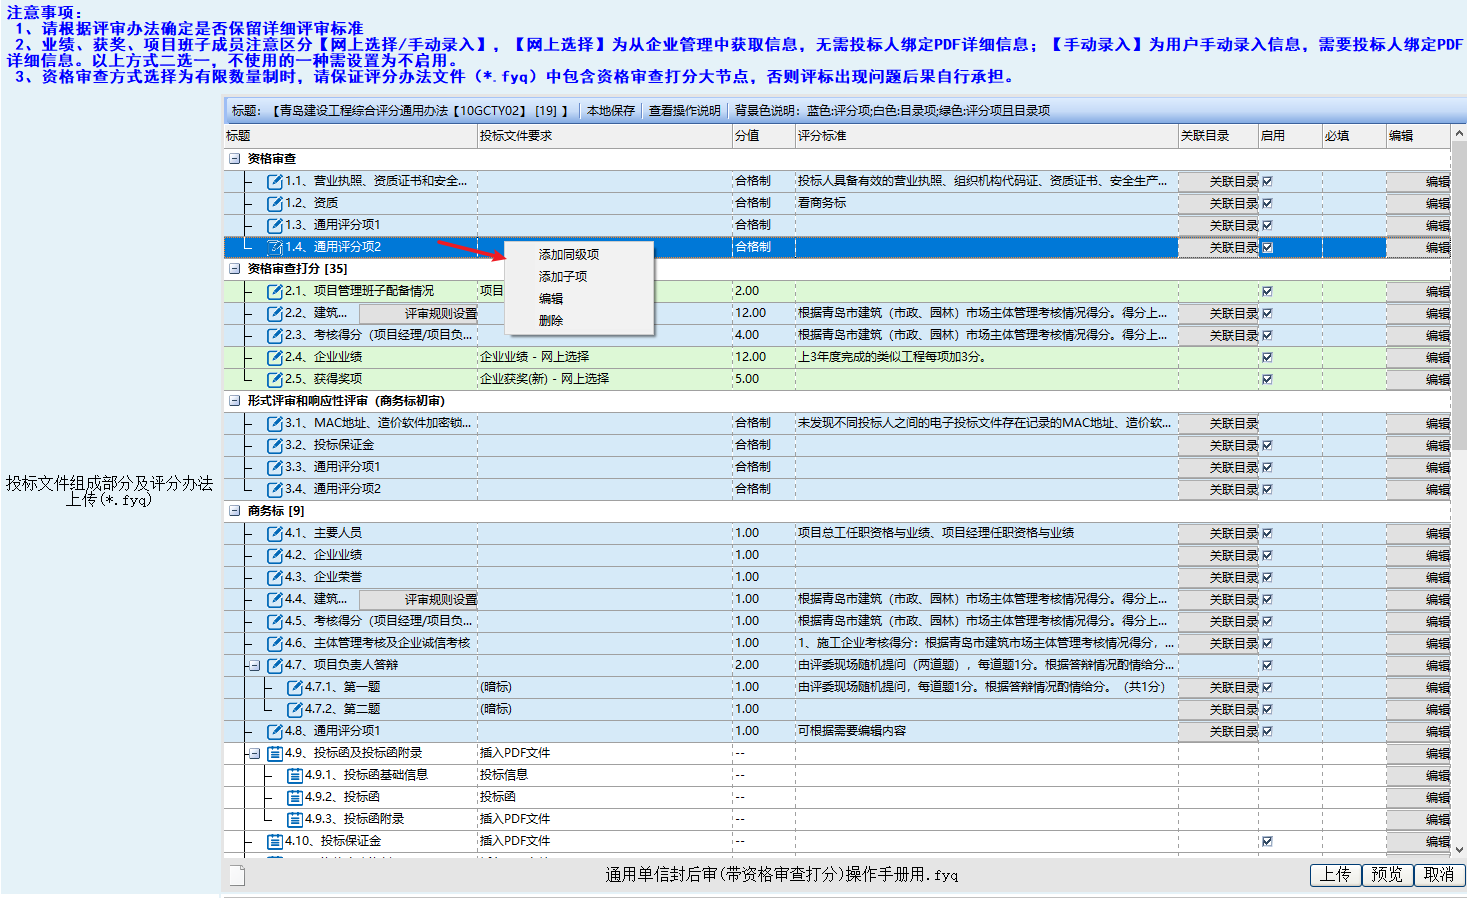 注意事项：
1、请根据评审办法确定是否保留详细评审标准
2、业绩、获奖、项目班子成员注意区分【网上选择/手动录入】，【网上选择】为从企业管理中获取信息，无需投标人绑定PDF详细信息；【手动录入】为用户手动录入信息，需要投标人绑定PDF
详细信息。以上方式二选一，不使用的一种需设置为不启用。
3、资格审查方式选择为有限数量制时，请保证评分办法文件（*.fyq）中包含资格审查打分大节点，否则评标出现问题后果自行承担。
标题：【青岛建设工程综合评分通用办法【10GCTY02】 [19] 】 本地保存 查看操作说明 背景色说明：蓝色:评分项;白色:目录项;绿色:评分项且目录项
标题 投标文件要求 分值 评分标准 关联目录 启用 必填 编辑
资格审查
1.1、营业执照、资质证书和安全... 合格制 投标人具备有效的营业执照、组织机构代码证、资质证书、安全生产... 关联目录 编辑
1.2、资质 合格制 看商务标 关联目录 编辑
1.3、通用评分项1 合格制 关联目录 编辑
1.4、通用评分项2 合格制 关联目录 编辑
添加同级项
添加子项
编辑
删除
资格审查打分 [35]
2.1、项目管理班子配备情况 项目 2.00 编辑
2.2、建筑... 评审规则设置 12.00 根据青岛市建筑（市政、园林）市场主体管理考核情况得分。得分上... 关联目录 编辑
2.3、考核得分（项目经理/项目负... 4.00 根据青岛市建筑（市政、园林）市场主体管理考核情况得分。得分上... 关联目录 编辑
2.4、企业业绩 企业业绩 - 网上选择 12.00 上3年度完成的类似工程每项加3分。 编辑
2.5、获得奖项 企业获奖(新) - 网上选择 5.00 编辑
形式评审和响应性评审（商务标初审）
3.1、MAC地址、造价软件加密锁... 合格制 未发现不同投标人之间的电子投标文件存在记录的MAC地址、造价软... 关联目录 编辑
3.2、投标保证金 合格制 关联目录 编辑
3.3、通用评分项1 合格制 关联目录 编辑
3.4、通用评分项2 合格制 关联目录 编辑
投标文件组成部分及评分办法
上传(*.fyq)
商务标 [9]
4.1、主要人员 1.00 项目总工任职资格与业绩、项目经理任职资格与业绩 关联目录 编辑
4.2、企业业绩 1.00 关联目录 编辑
4.3、企业荣誉 1.00 关联目录 编辑
4.4、建筑... 评审规则设置 1.00 根据青岛市建筑（市政、园林）市场主体管理考核情况得分。得分上... 关联目录 编辑
4.5、考核得分（项目经理/项目负... 1.00 根据青岛市建筑（市政、园林）市场主体管理考核情况得分。得分上... 关联目录 编辑
4.6、主体管理考核及企业诚信考核 1.00 1、施工企业考核得分：根据青岛市建筑市场主体管理考核情况得分，... 关联目录 编辑
4.7、项目负责人答辩 2.00 由评委现场随机提问（两道题），每道题1分。根据答辩情况酌情给分... 编辑
4.7.1、第一题 (暗标) 1.00 由评委现场随机提问，每道题1分。根据答辩情况酌情给分。（共1分） 关联目录 编辑
4.7.2、第二题 (暗标) 1.00 关联目录 编辑
4.8、通用评分项1 1.00 可根据需要编辑内容 关联目录 编辑
4.9、投标函及投标函附录 插入PDF文件 -- 编辑
4.9.1、投标函基础信息 投标信息 -- 编辑
4.9.2、投标函 投标函 -- 编辑
4.9.3、投标函附录 插入PDF文件 -- 编辑
4.10、投标保证金 插入PDF文件 -- 编辑
通用单信封后审(带资格审查打分)操作手册用.fyq 上传 预览 取消